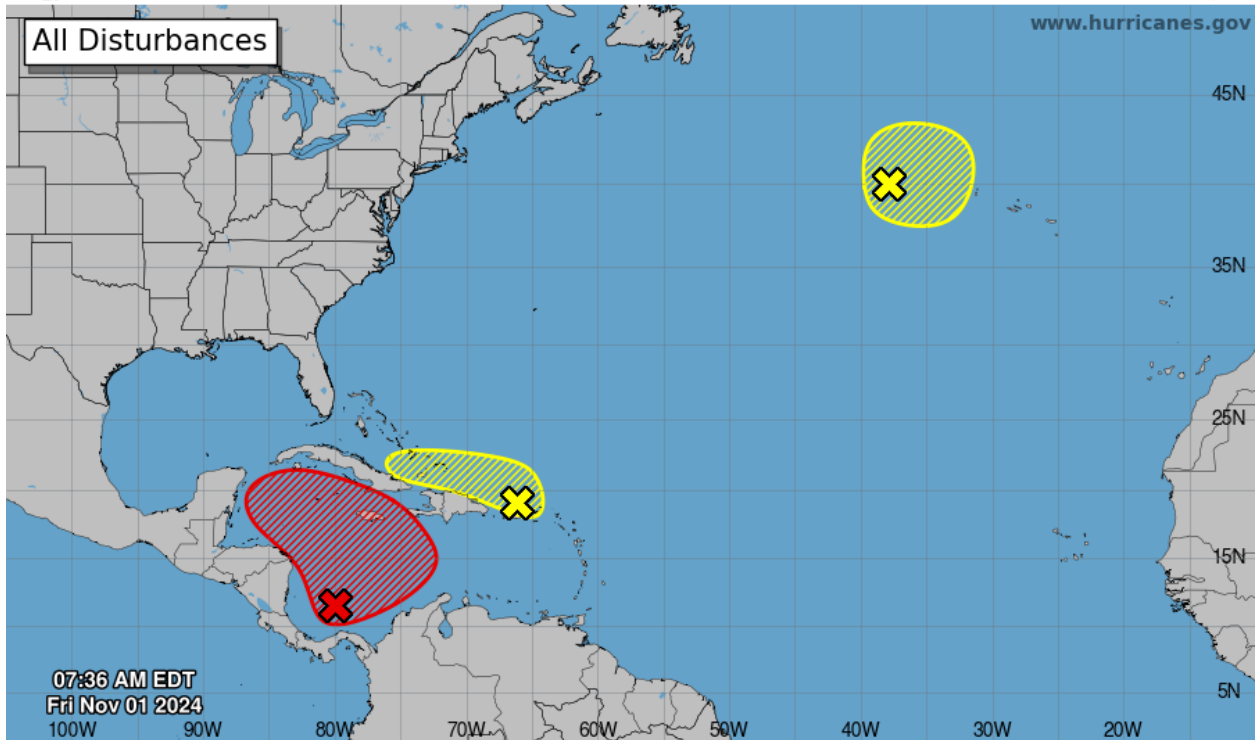 All Disturbances
www.hurricanes.gov
45N
35N
25N
15N
5N
07:36 AM EDT
Fri Nov 01 2024
100W 90W 80W 70W 60W 50W 40W 30W 20W